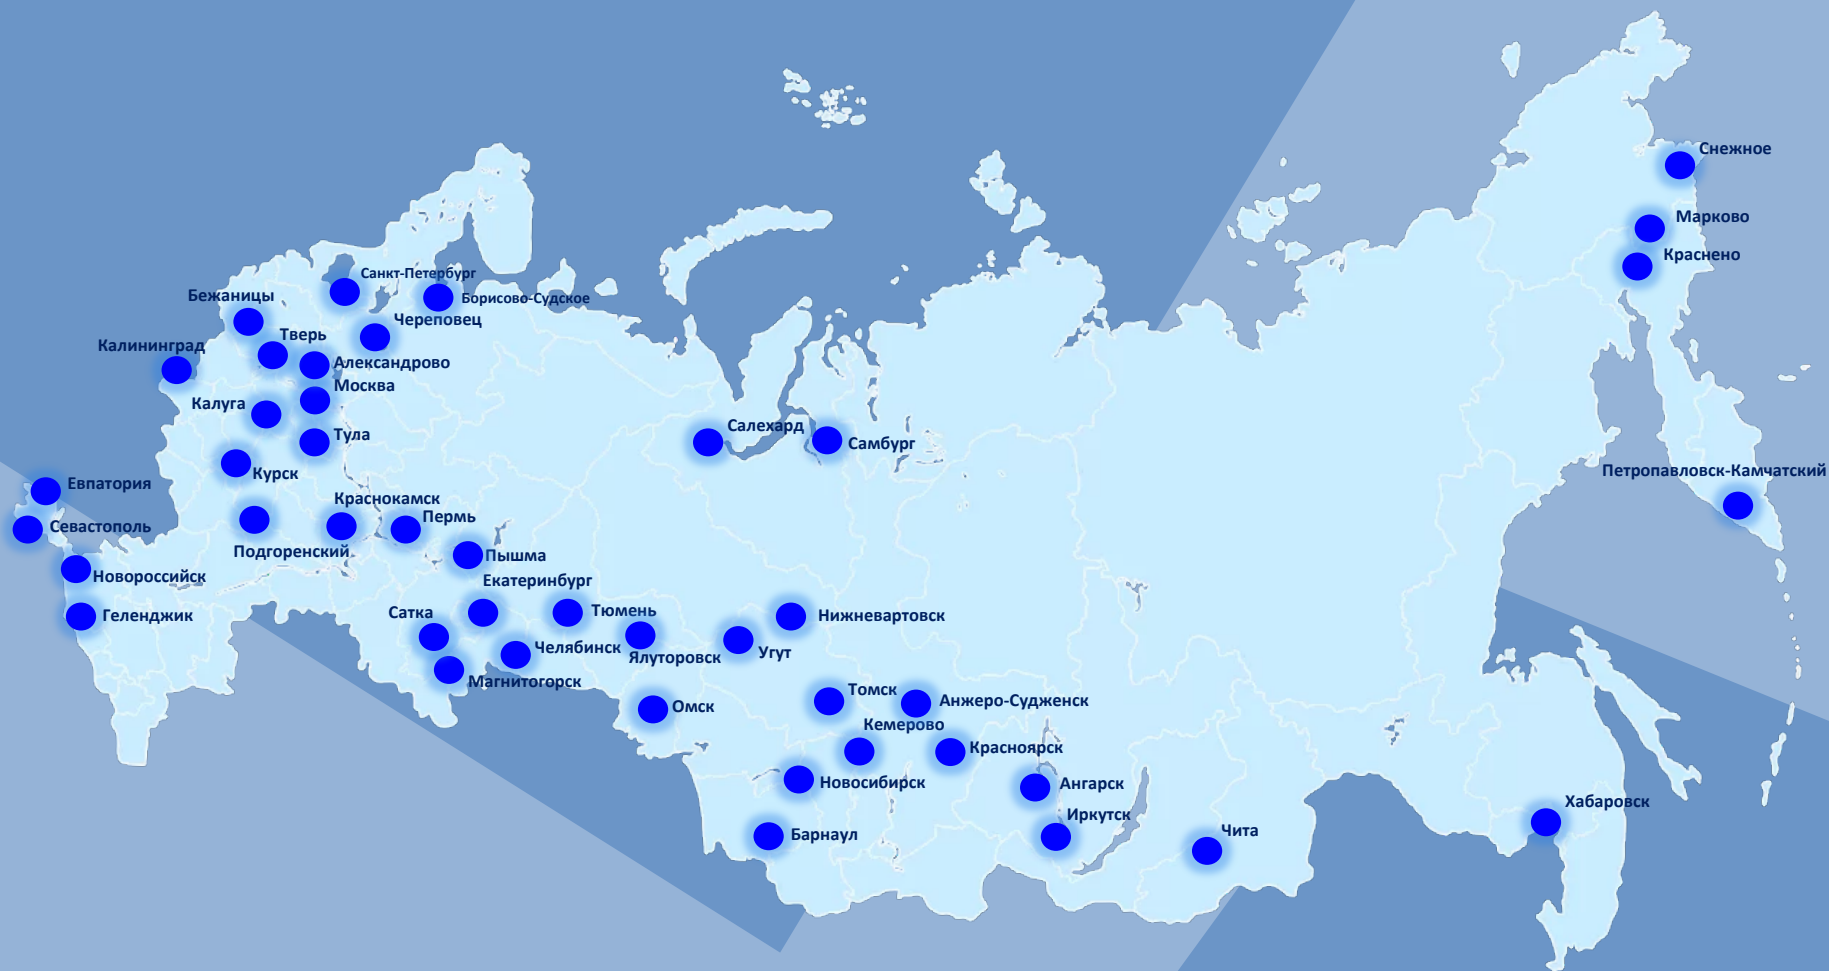 Снежное
Марково
Краснено
Санкт-Петербург
Бежаницы
Борисово-Судское
Череповец
Тверь
Калининград
Александрово
Москва
Калуга
Салехард
Тула
Самбург
Курск
Петропавловск-Камчатский
Евпатория
Краснокамск
Пермь
Севастополь
Подгоренский
Пышма
Новороссийск
Екатеринбург
Сатка
Тюмень
Геленджик
Нижневартовск
Челябинск
Ялуторовск
Угут
Магнитогорск
Томск
Анжеро-Судженск
Омск
Кемерово
Красноярск
Новосибирск
Ангарск
Хабаровск
Иркутск
Чита
Барнаул